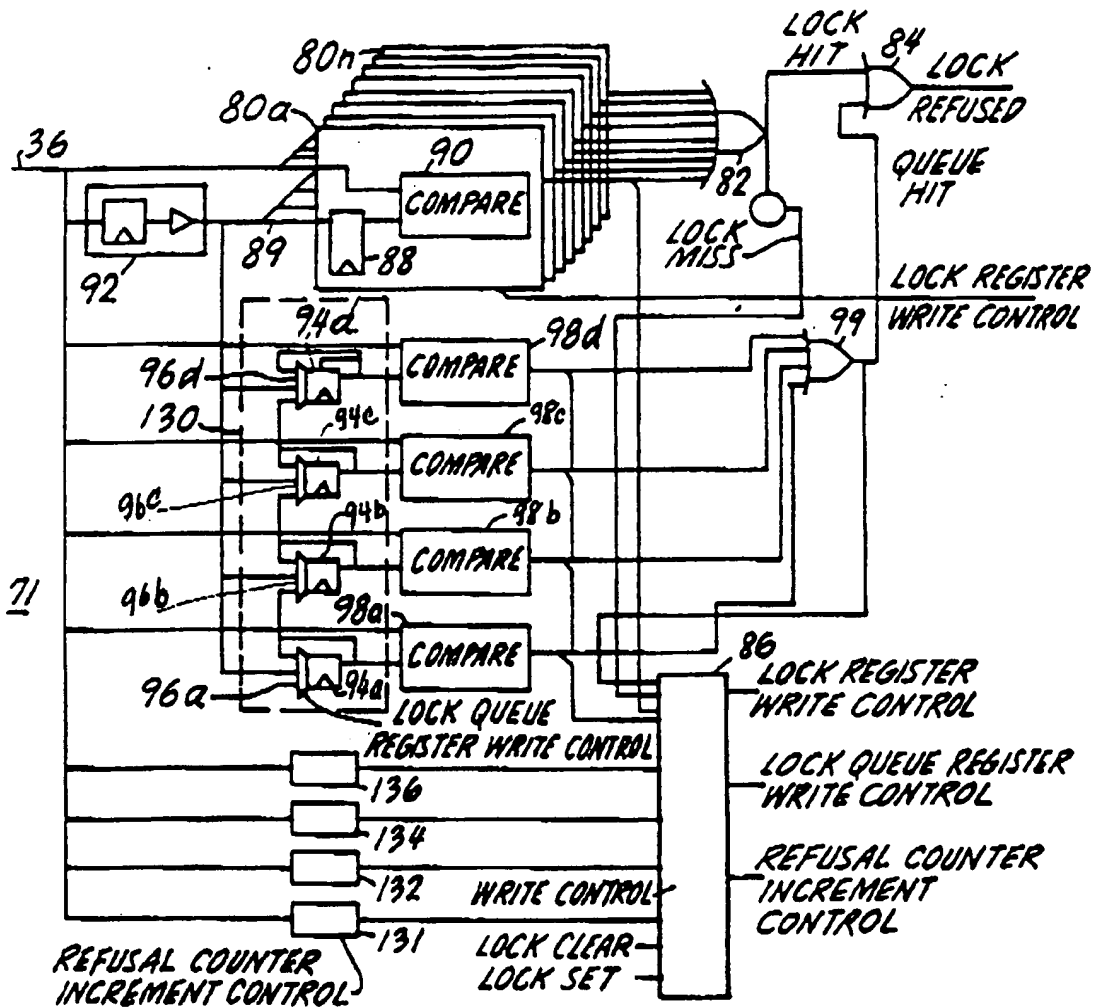 80n
80a
LOCK
HIT
84
LOCK
REFUSED
36
90
COMPARE
82
QUEUE
HIT
92
89
88
LOCK
MISS
LOCK REGISTER
WRITE CONTROL
94d
98d
COMPARE
99
96d
130
94c
98c
COMPARE
96c
94b
98b
COMPARE
96b
71
98a
COMPARE
96a
94a
LOCK QUEUE
REGISTER WRITE CONTROL
86
LOCK REGISTER
WRITE CONTROL
136
LOCK QUEUE REGISTER
WRITE CONTROL
134
132
WRITE CONTROL
REFUSAL COUNTER
INCREMENT
CONTROL
131
LOCK CLEAR
LOCK SET
REFUSAL COUNTER
INCREMENT CONTROL